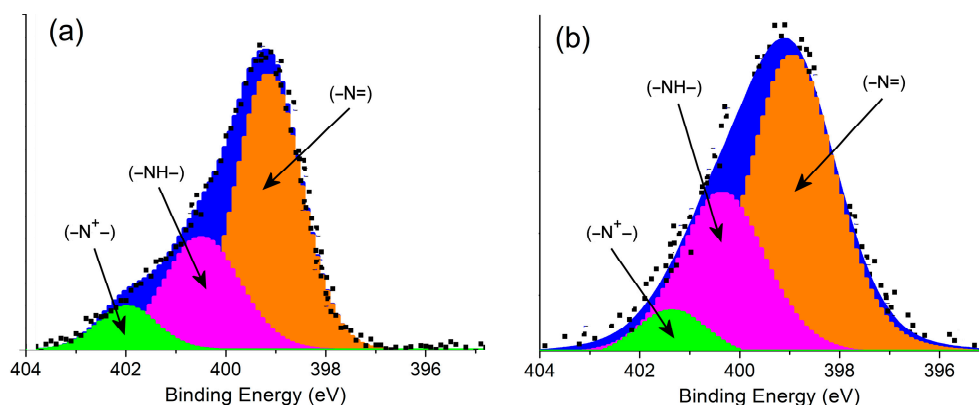 (a)
(–N=)
(–NH–)
(–N⁺–)
404 402 400 398 396
Binding Energy (eV)
(b)
(–NH–)
(–N=)
(–N⁺–)
404 402 400 398 396
Binding Energy (eV)